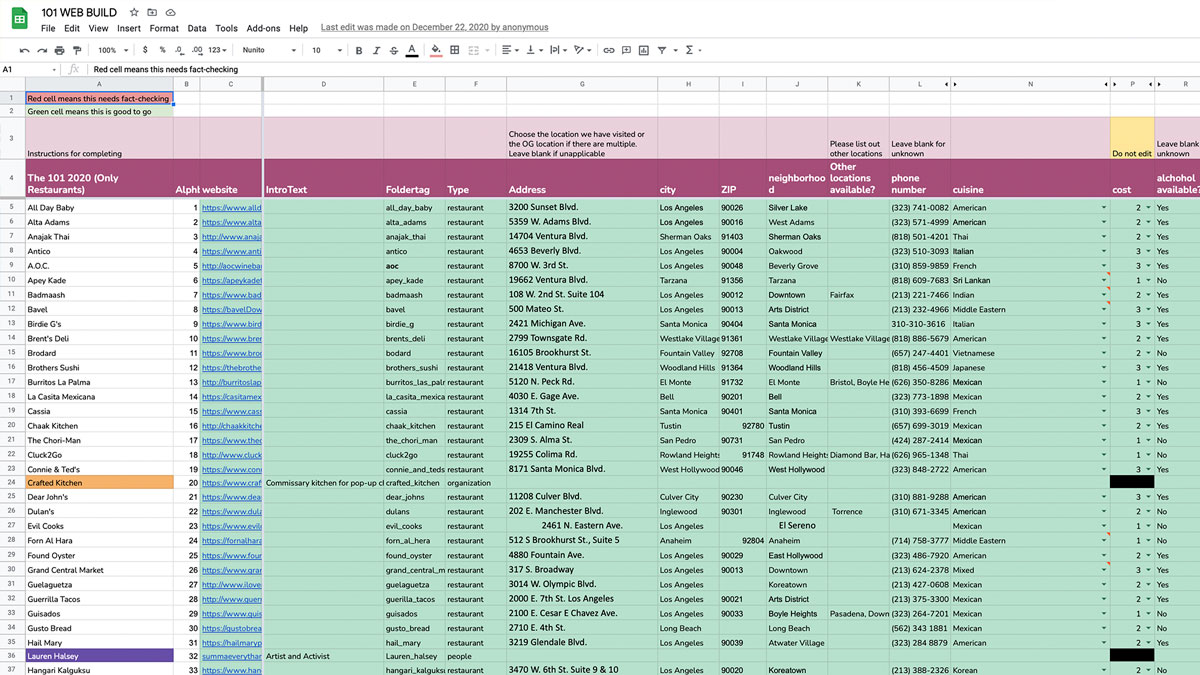 101 WEB BUILD
File Edit View Insert Format Data Tools Add-ons Help Last edit was made on December 22, 2020 by anonymous
100% $ % .0 .00 123 Nunito 10 B I S A
A1 fx Red cell means this needs fact-checking
A B C D E F G H I J K L N P R
1 Red cell means this needs fact-checking
2 Green cell means this is good to go
3 Instructions for completing Choose the location we have visited or the OG location if there are multiple. Leave blank if unapplicable Please list out other locations Leave blank for unknown Do not edit Leave blank unknown
4 The 101 2020 (Only Restaurants) Alph website IntroText Foldertag Type Address city ZIP neighborhood Other locations available? phone number cuisine cost alchohol available?
5 All Day Baby 1 https://www.alld all_day_baby restaurant 3200 Sunset Blvd. Los Angeles 90026 Silver Lake (323) 741-0082 American 2 Yes
6 Alta Adams 2 https://www.alta alta_adams restaurant 5359 W. Adams Blvd. Los Angeles 90016 West Adams (323) 571-4999 American 2 Yes
7 Anajak Thai 3 http://www.anaja anajak_thai restaurant 14704 Ventura Blvd. Sherman Oaks 91403 Sherman Oaks (818) 501-4201 Thai 2 Yes
8 Antico 4 http://www.anti antico restaurant 4653 Beverly Blvd. Los Angeles 90004 Oakwood (323) 510-3093 Italian 3 Yes
9 A.O.C. 5 http://aocwineba aoc restaurant 8700 W. 3rd St. Los Angeles 90048 Beverly Grove (310) 859-9859 French 3 Yes
10 Apey Kade 6 https://apeykade restaurant apey_kade 19662 Ventura Blvd. Tarzana 91356 Tarzana (818) 609-7683 Sri Lankan 1 No
11 Badmaash 7 https://www.bad badmaash restaurant 108 W. 2nd St. Suite 104 Los Angeles 90012 Downtown Fairfax (213) 221-7466 Indian 2 Yes
12 Bavel 8 https://bavelDow bavel restaurant 500 Mateo St. Los Angeles 90013 Arts District (213) 232-4966 Middle Eastern 3 Yes
13 Birdie G's 9 https://www.bird birdie_g restaurant 2421 Michigan Ave. Santa Monica 90404 Santa Monica 310-310-3616 Italian 3 Yes
14 Brent's Deli 10 https://www.bren brents_deli restaurant 2799 Townsgate Rd. Westlake Village 91361 Westlake Village Westlake Village (818) 886-5679 American 2 Yes
15 Brodard 11 https://www.broc bodard restaurant 16105 Brookhurst St. Fountain Valley 92708 Fountain Valley (657) 247-4401 Vietnamese 2 No
16 Brothers Sushi 12 https://thebrothe brothers_sushi restaurant 21418 Ventura Blvd. Woodland Hills 91364 Woodland Hills (818) 456-4509 Japanese 3 Yes
17 Burritos La Palma 13 http://burritoslap burritos_las_palr restaurant 5120 N. Peck Rd. El Monte 91732 El Monte Bristol, Boyle He (626) 350-8286 Mexican 1 No
18 La Casita Mexicana 14 https://casitamex la_casita_mexica restaurant 4030 E. Gage Ave. Bell 90201 Bell (323) 773-1898 Mexican 2 Yes
19 Cassia 15 http://www.cass cassia restaurant 1314 7th St. Santa Monica 90401 Santa Monica (310) 393-6699 French 3 Yes
20 Chaak Kitchen 16 http://chaakkitche chaak_kitchen restaurant 215 El Camino Real Tustin 92780 Tustin (657) 699-3019 Mexican 2 Yes
21 The Chori-Man 17 http://www.thec the_chori_man restaurant 2309 S. Alma St. San Pedro 90731 San Pedro (424) 287-2414 Mexican 1 No
22 Cluck2Go 18 http://www.cluck cluck2go restaurant 19255 Colima Rd. Rowland Heights 91748 Rowland Heights Diamond Bar, Ha (626) 965-1348 Thai 1 No
23 Connie & Ted's 19 https://www.con connie_and_teds restaurant 8171 Santa Monica Blvd. West Hollywood 90046 West Hollywood (323) 848-2722 American 3 Yes
24 Crafted Kitchen 20 https://www.craf Commissary kitchen for pop-up cl crafted_kitchen organization
25 Dear John's 21 https://www.dea dear_johns restaurant 11208 Culver Blvd. Culver City 90230 Culver City (310) 881-9288 American 3 Yes
26 Dulan's 22 https://www.dula dulans restaurant 202 E. Manchester Blvd. Inglewood 90301 Inglewood Torrence (310) 671-3345 American 2 No
27 Evil Cooks 23 https://www.evile evil_cooks restaurant 2461 N. Eastern Ave. Los Angeles El Sereno Mexican 1 No
28 Forn Al Hara 24 https://fornalhara forn_al_hera restaurant 512 S Brookhurst St., Suite 5 Anaheim 92804 Anaheim (714) 758-3777 Middle Eastern 1 No
29 Found Oyster 25 https://www.four found_oyster restaurant 4880 Fountain Ave. Los Angeles 90029 East Hollywood (323) 486-7920 American 2 Yes
30 Grand Central Market 26 https://www.gran grand_central_m restaurant 317 S. Broadway Los Angeles 90013 Downtown (213) 624-2378 Mixed 3 Yes
31 Guelaguetza 27 http://www.ilove guelaguetza restaurant 3014 W. Olympic Blvd. Los Angeles Koreatown (213) 427-0608 Mexican 2 Yes
32 Guerrilla Tacos 28 http://www.guerr guerilla_tacos restaurant 2000 E. 7th St. Los Angeles Los Angeles 90021 Arts District (213) 375-3300 Mexican 2 Yes
33 Guisados 29 https://www.guis guisados restaurant 2100 E. Cesar E Chavez Ave. Los Angeles 90033 Boyle Heights Pasadena, Down (323) 264-7201 Mexican 1 No
34 Gusto Bread 30 https://gustobrea gusto_bread restaurant 2710 E. 4th St. Long Beach Long Beach (562) 343 1881 Mexican 2 No
35 Hail Mary 31 https://hailmaryp hail_mary restaurant 3219 Glendale Blvd. Los Angeles 90039 Atwater Village (323) 284 8879 American 2 Yes
36 Lauren Halsey 32 summaeverythar Artist and Activist Lauren_halsey people
37 Hangari Kalguksu 33 https://www.han hangari_kalguksu restaurant 3470 W. 6th St. Suite 9 & 10 Los Angeles 90020 Koreatown (213) 388-2326 Korean 2 No